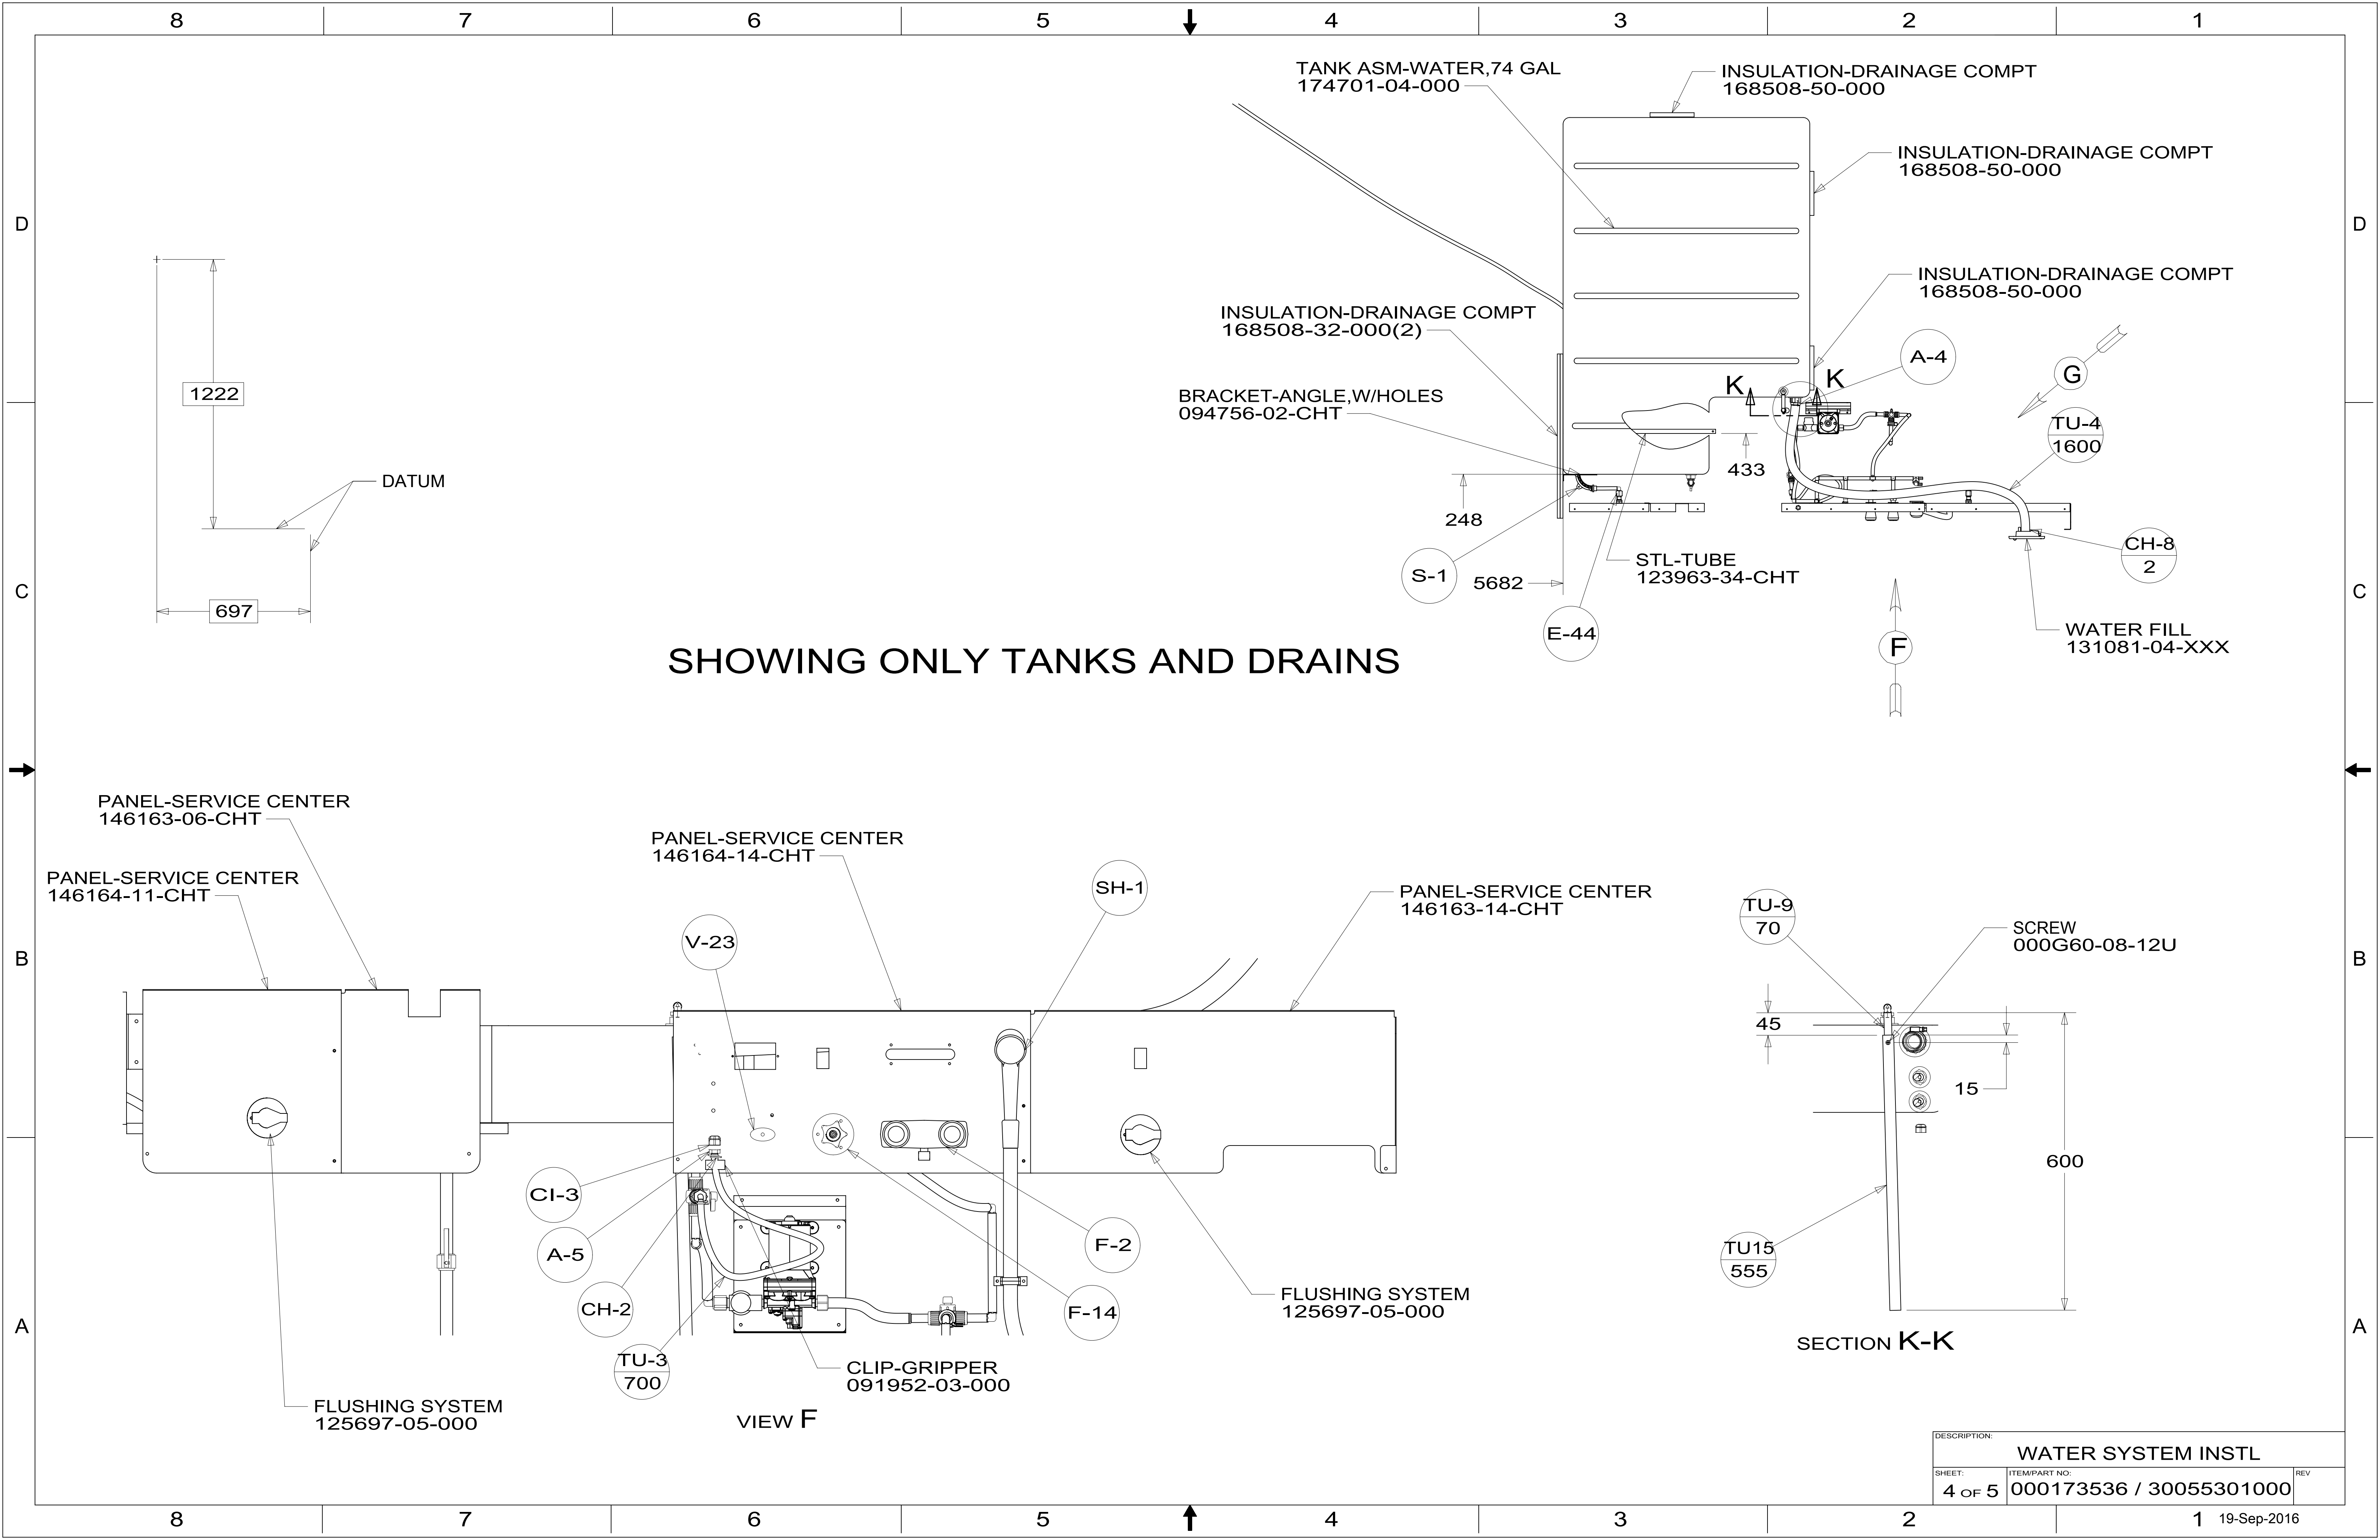 8 7 6 5 4 3 2 1
TANK ASM-WATER,74 GAL
174701-04-000
INSULATION-DRAINAGE COMPT
168508-50-000
INSULATION-DRAINAGE COMPT
168508-50-000
D
D
INSULATION-DRAINAGE COMPT
168508-50-000
INSULATION-DRAINAGE COMPT
168508-32-000(2)
A-4
G
K
K
BRACKET-ANGLE,W/HOLES
094756-02-CHT
1222
TU-4
1600
433
DATUM
248
CH-8
2
S-1
5682
STL-TUBE
123963-34-CHT
C
C
697
E-44
F
WATER FILL
131081-04-XXX
SHOWING ONLY TANKS AND DRAINS
PANEL-SERVICE CENTER
146163-06-CHT
PANEL-SERVICE CENTER
146164-14-CHT
PANEL-SERVICE CENTER
146164-11-CHT
SH-1
PANEL-SERVICE CENTER
146163-14-CHT
TU-9
70
SCREW
000G60-08-12U
V-23
B
B
45
15
600
CI-3
A-5
F-2
CH-2
F-14
TU15
555
FLUSHING SYSTEM
125697-05-000
A
A
SECTION K-K
TU-3
700
CLIP-GRIPPER
091952-03-000
FLUSHING SYSTEM
125697-05-000
VIEW F
DESCRIPTION:
WATER SYSTEM INSTL
SHEET:
4 OF 5
ITEM/PART NO:
000173536 / 30055301000
REV
8 7 6 5 4 3 2 1
19-Sep-2016